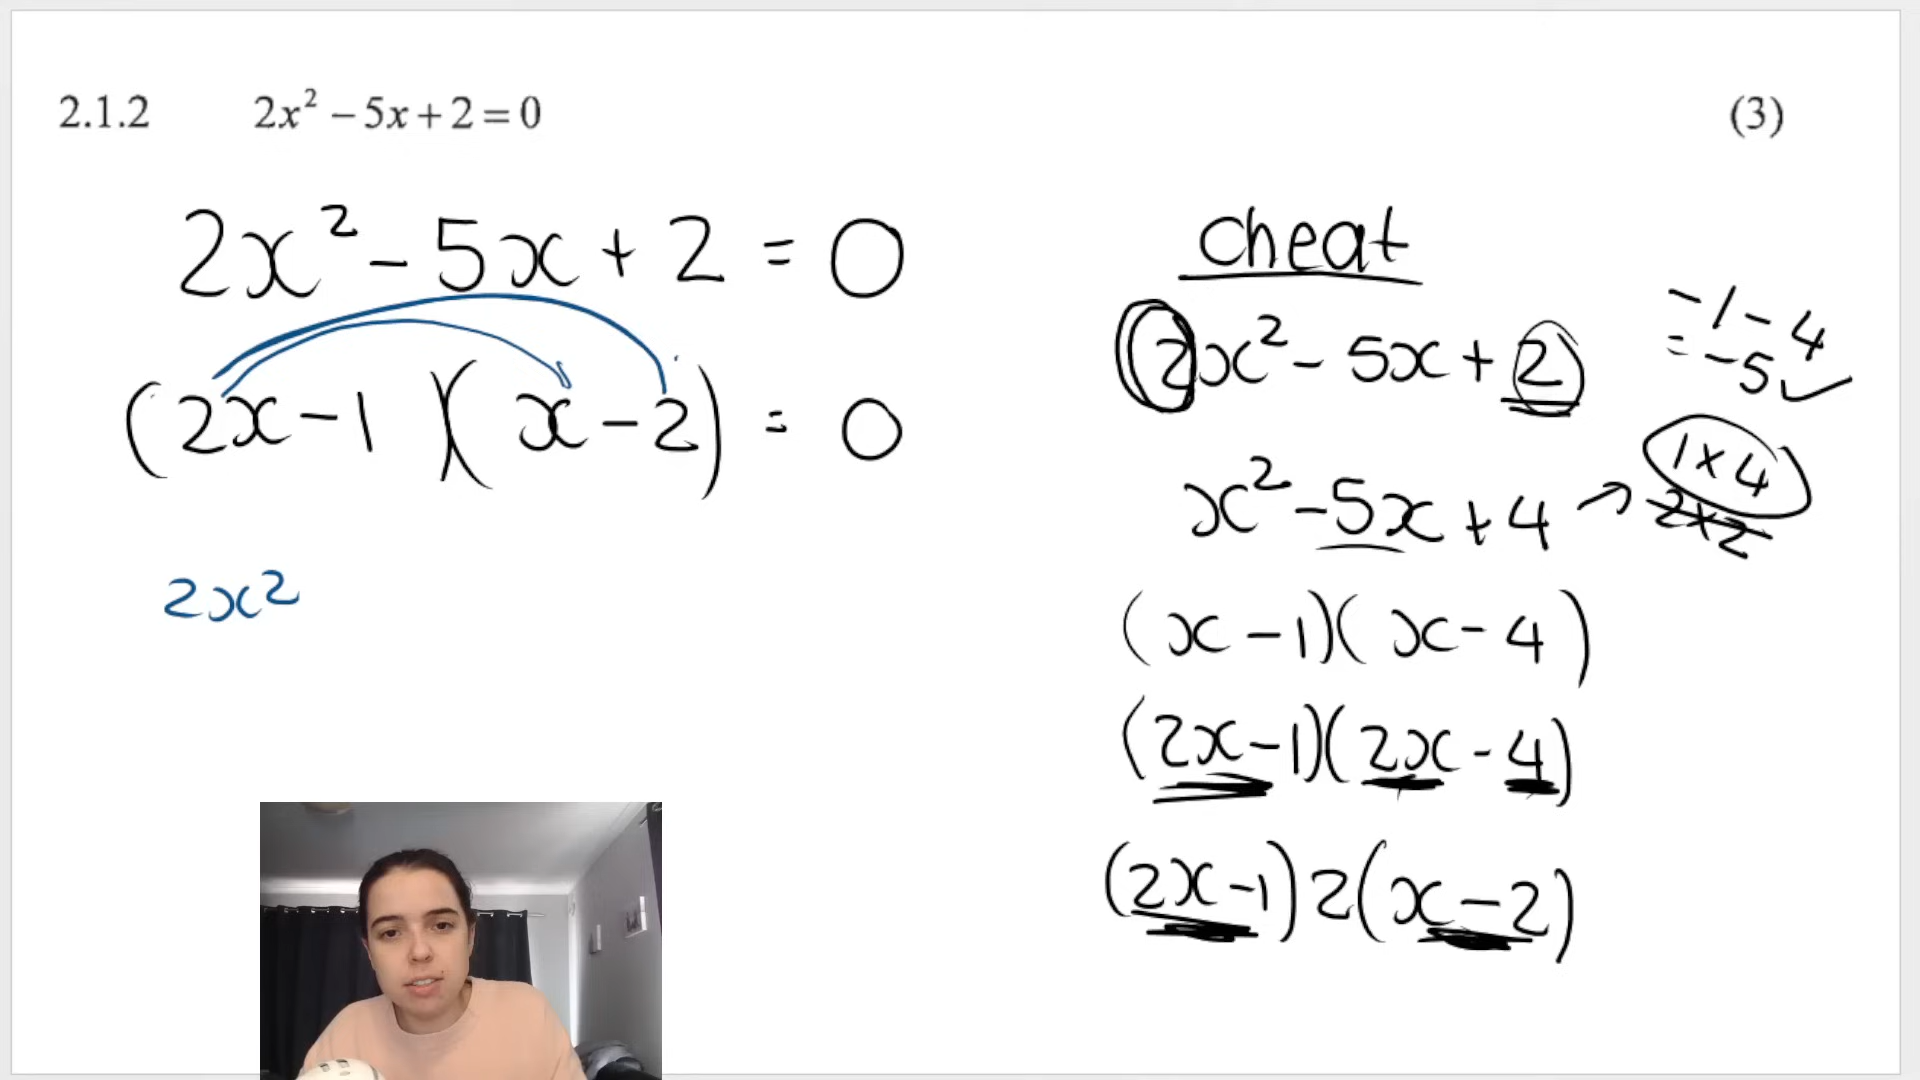 2.1.2 2x² − 5x + 2 = 0 (3)
2x² - 5x + 2 = 0
(2x - 1)(x - 2) = 0
2x²
cheat
2x² - 5x + 2
-1 - 4
= -5 ✓
x² - 5x + 4 → 1 × 4
2 × 2
(x - 1)(x - 4)
(2x - 1)(2x - 4)
(2x - 1) 2(x - 2)